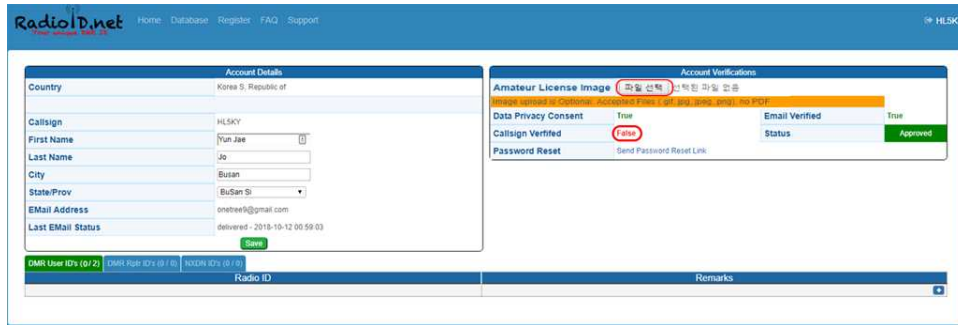 RadioID.net Home Database Register FAQ Support HL5K
Your unique DMR ID
Account Details
Country Korea S, Republic of
Callsign HL5KY
First Name Yun Jae
Last Name Jo
City Busan
State/Prov BuSan Si
EMail Address onetree9@gmail.com
Last EMail Status delivered - 2018-10-12 00:59:03
Save
Account Verifications
Amateur License Image 파일 선택 선택된 파일 없음
Image upload is Optional. Accepted Files (.gif, .jpg, .jpeg, .png), no PDF
Data Privacy Consent True Email Verified True
Callsign Verfifed False Status Approved
Password Reset Send Password Reset Link
DMR User ID's (0/ 2) DMR Rptr ID's (0 / 0) NXDN ID's (0 / 0)
Radio ID Remarks